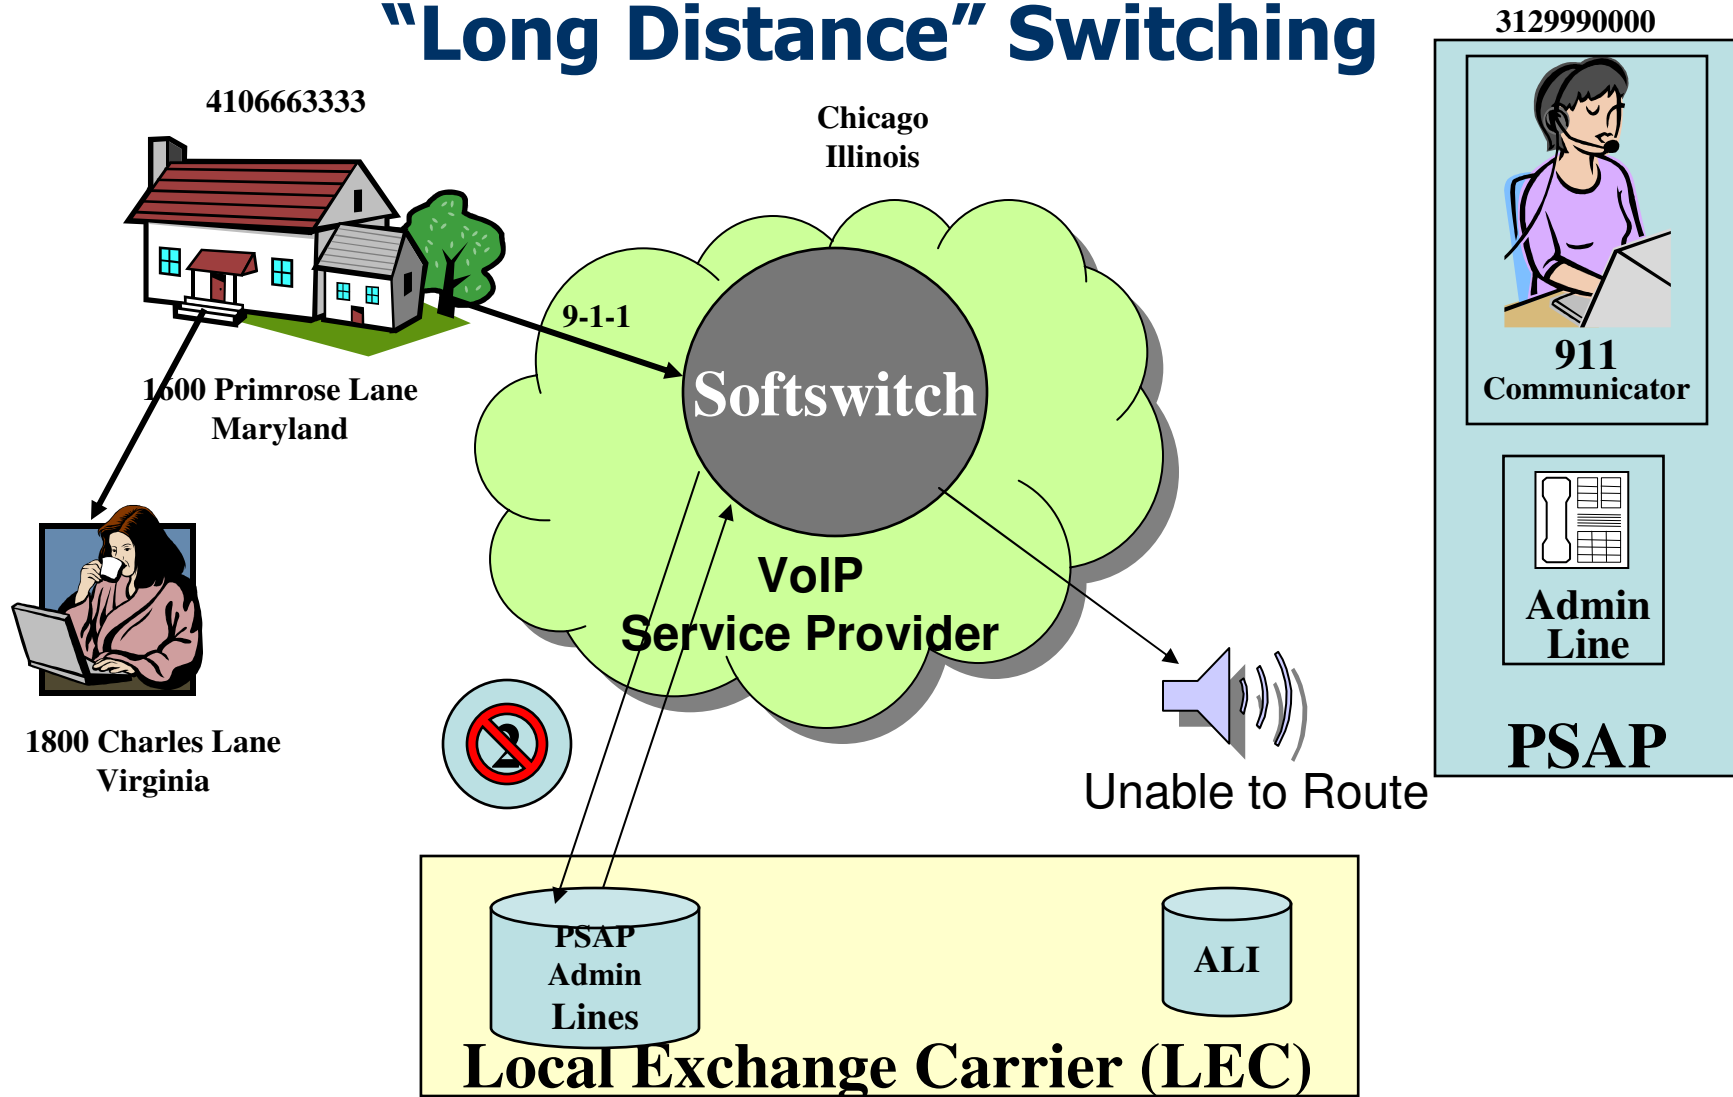 “Long Distance” Switching
3129990000
4106663333
Chicago
Illinois
9-1-1
Softswitch
911
Communicator
1600 Primrose Lane
Maryland
Admin
Line
VoIP
Service Provider
1800 Charles Lane
Virginia
2
PSAP
Unable to Route
PSAP
Admin
Lines
ALI
Local Exchange Carrier (LEC)